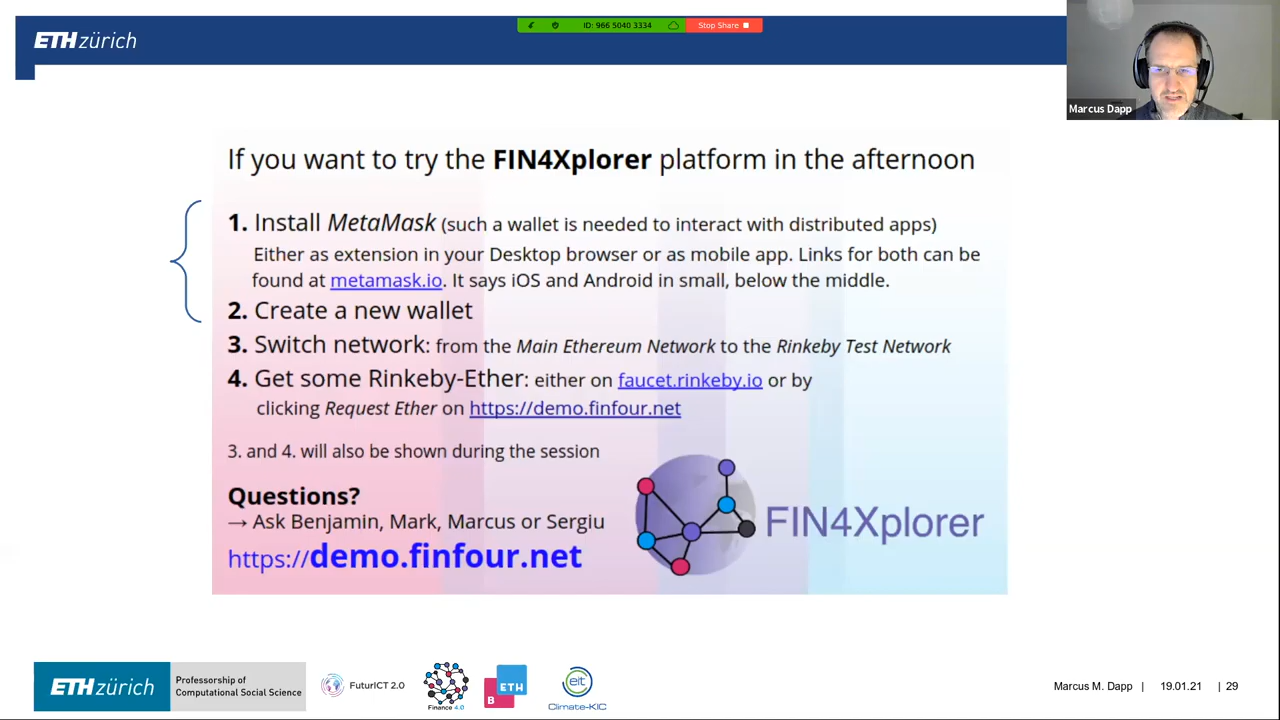 ETH zürich
ID: 966 5040 3334
Stop Share
Marcus Dapp
If you want to try the FIN4Xplorer platform in the afternoon
1. Install MetaMask (such a wallet is needed to interact with distributed apps)
Either as extension in your Desktop browser or as mobile app. Links for both can be
found at metamask.io. It says iOS and Android in small, below the middle.
2. Create a new wallet
3. Switch network: from the Main Ethereum Network to the Rinkeby Test Network
4. Get some Rinkeby-Ether: either on faucet.rinkeby.io or by
clicking Request Ether on https://demo.finfour.net
3. and 4. will also be shown during the session
Questions?
→ Ask Benjamin, Mark, Marcus or Sergiu
https://demo.finfour.net
FIN4Xplorer
ETH zürich
Professorship of
Computational Social Science
FuturICT 2.0
Finance 4.0
B ETH
eit
Climate-KIC
Marcus M. Dapp | 19.01.21 | 29